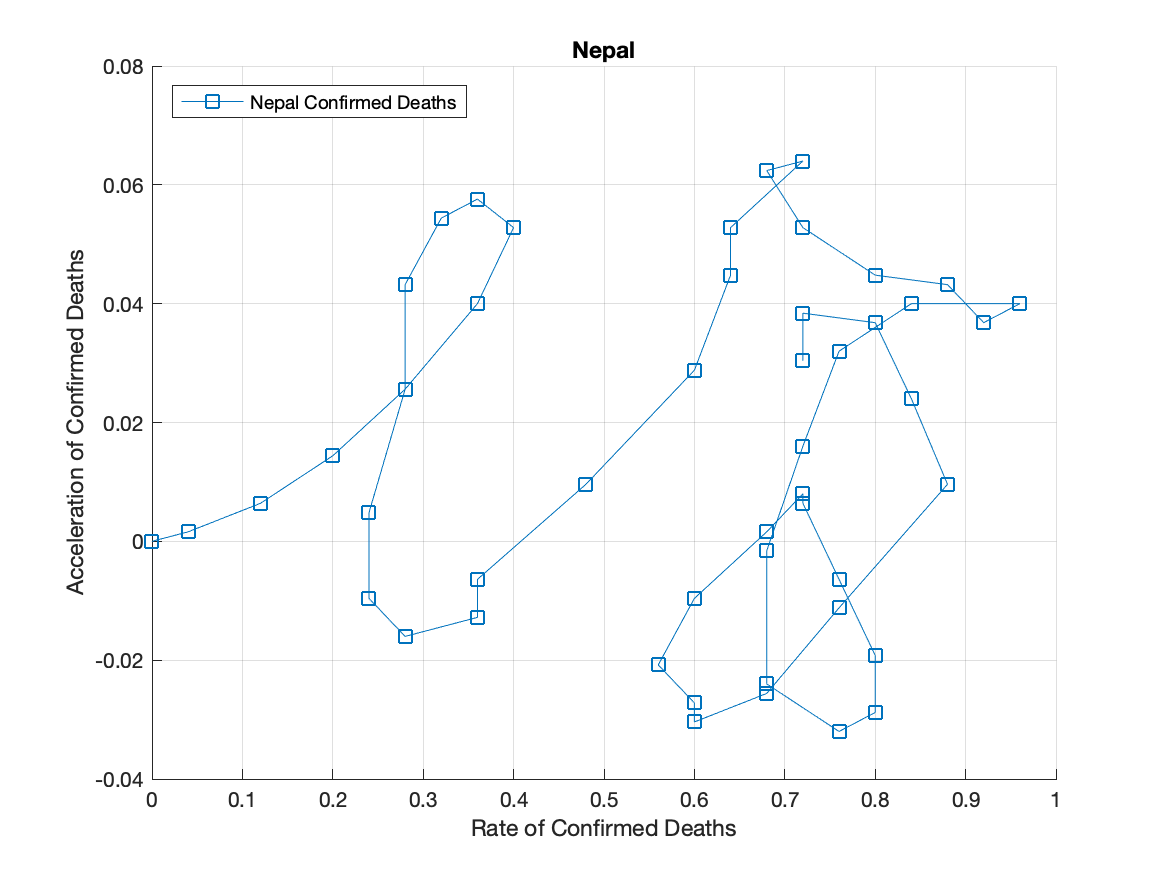 Nepal
Nepal Confirmed Deaths
Acceleration of Confirmed Deaths
0.08
0.06
0.04
0.02
0
-0.02
-0.04
0 0.1 0.2 0.3 0.4 0.5 0.6 0.7 0.8 0.9 1
Rate of Confirmed Deaths